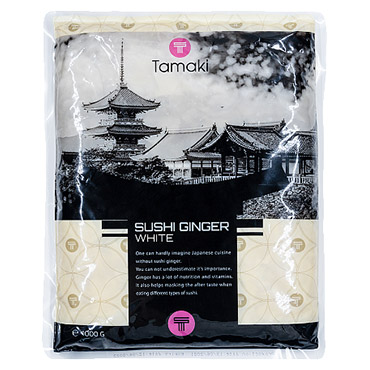 Tamaki
SUSHI GINGER
WHITE
One can hardly imagine Japanese cuisine
without sushi ginger.
You can not underestimate it's importance.
Ginger has a lot of nutrition and vitamins.
It also helps masking the after taste when
eating different types of sushi.